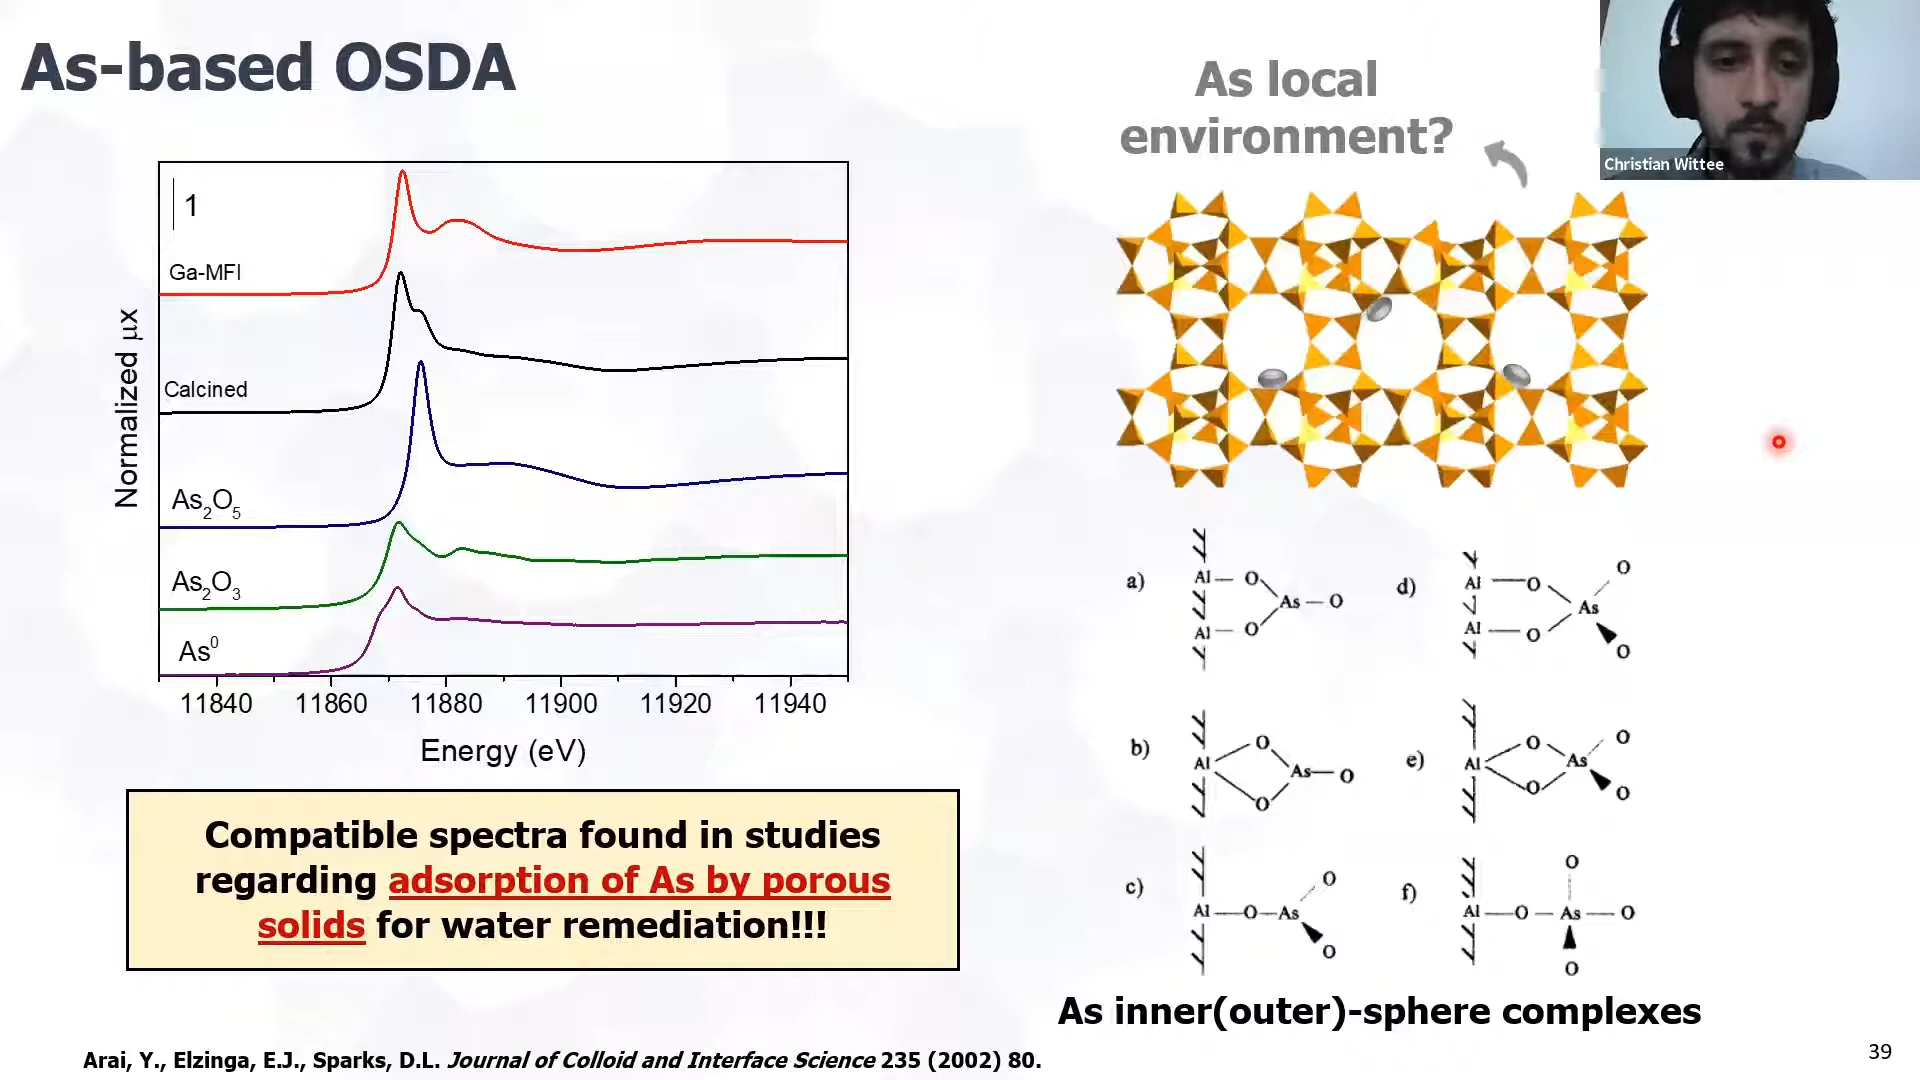 As-based OSDA
As local
environment?
Christian Wittee
1
Ga-MFI
Calcined
As2O5
As2O3
As0
Normalized μx
11840 11860 11880 11900 11920 11940
Energy (eV)
Compatible spectra found in studies
regarding adsorption of As by porous
solids for water remediation!!!
a) Al O As O Al O
d) Al O As O Al O O
b) Al O O As O
e) Al O O As O O
c) Al O As O O
f) Al O As O O O
As inner(outer)-sphere complexes
Arai, Y., Elzinga, E.J., Sparks, D.L. Journal of Colloid and Interface Science 235 (2002) 80.
39